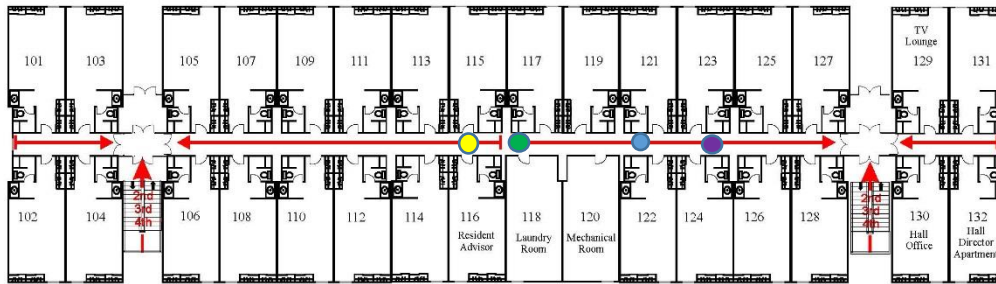 TV
Lounge
101 103 105 107 109 111 113 115 117 119 121 123 125 127 129 131
2nd
3rd
4th
2nd
3rd
4th
102 104 106 108 110 112 114 116 118 120 122 124 126 128 130 132
Resident
Advisor
Laundry
Room
Mechanical
Room
Hall
Office
Hall
Director
Apartment